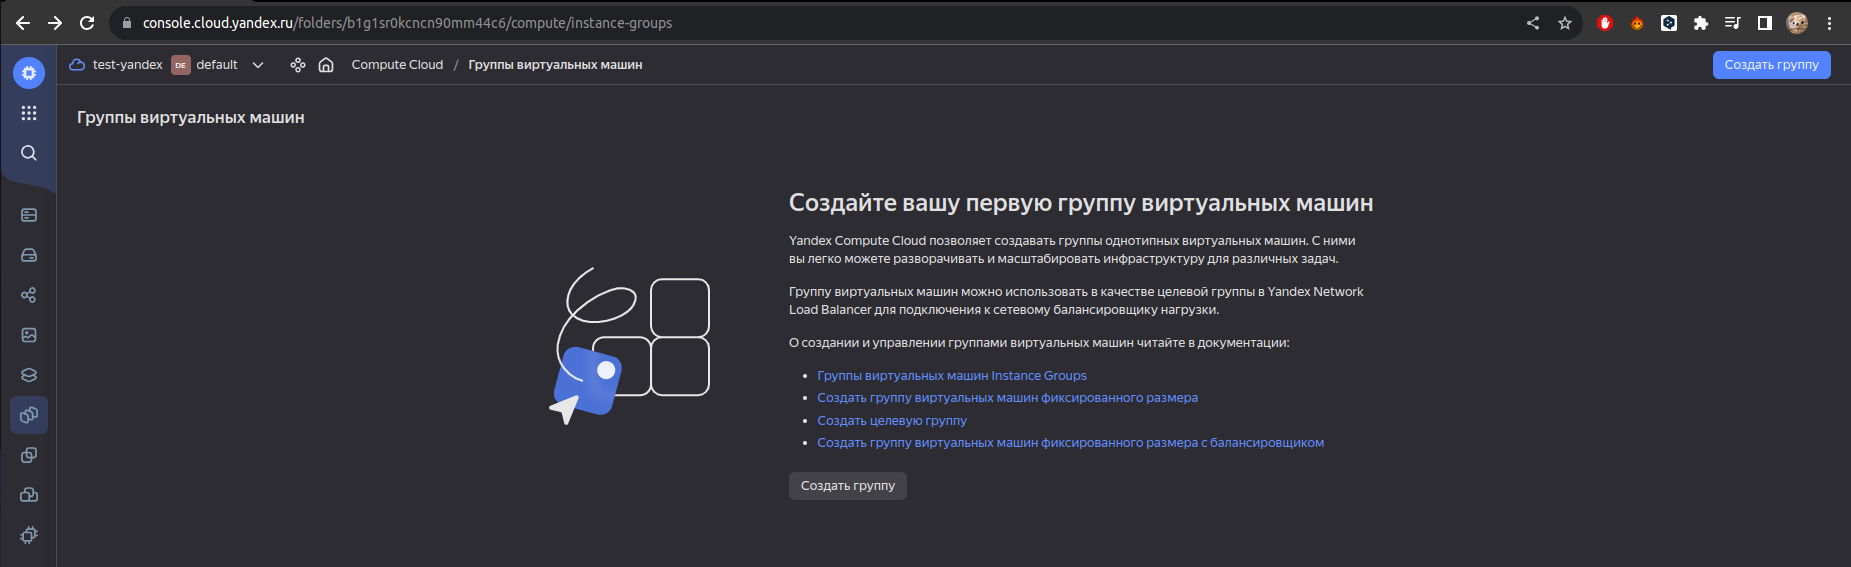 console.cloud.yandex.ru/folders/b1g1sr0kcncn90mm44c6/compute/instance-groups
test-yandex DE default Compute Cloud / Группы виртуальных машин Создать группу
Группы виртуальных машин
Создайте вашу первую группу виртуальных машин
Yandex Compute Cloud позволяет создавать группы однотипных виртуальных машин. С ними
вы легко можете разворачивать и масштабировать инфраструктуру для различных задач.
Группу виртуальных машин можно использовать в качестве целевой группы в Yandex Network
Load Balancer для подключения к сетевому балансировщику нагрузки.
О создании и управлении группами виртуальных машин читайте в документации:
• Группы виртуальных машин Instance Groups
• Создать группу виртуальных машин фиксированного размера
• Создать целевую группу
• Создать группу виртуальных машин фиксированного размера с балансировщиком
Создать группу